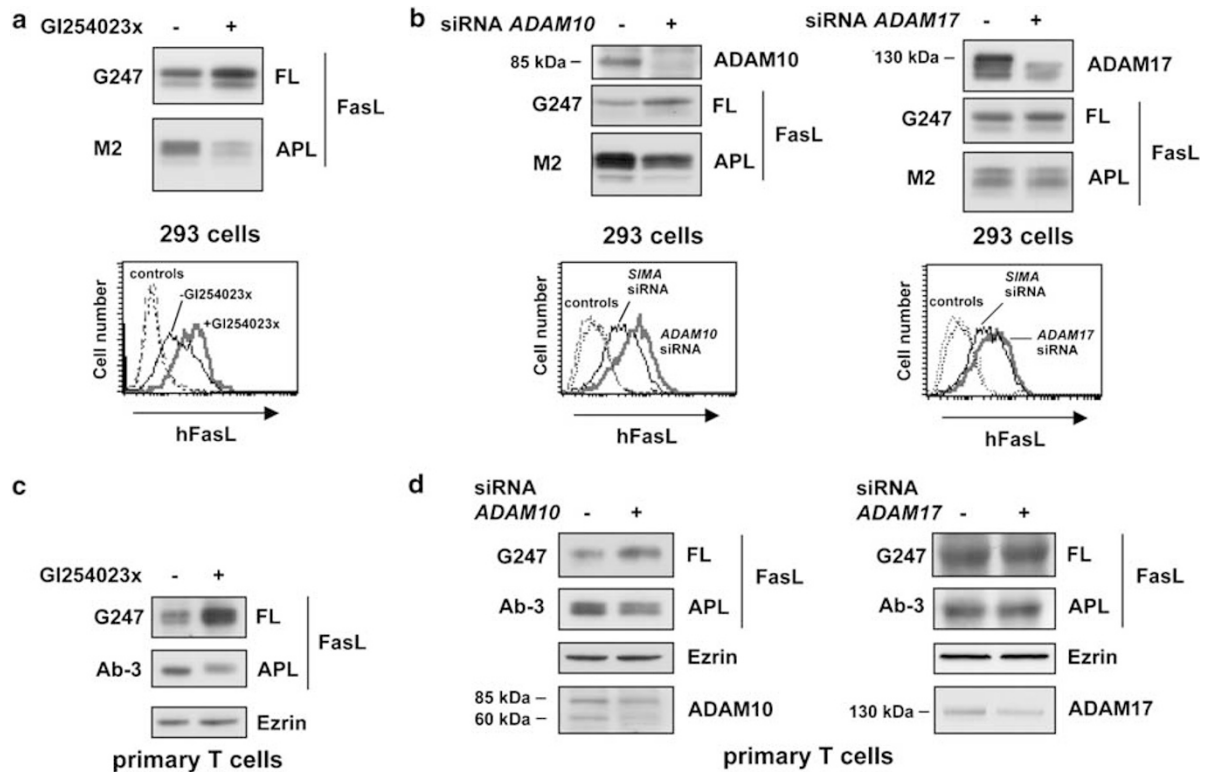 a
GI254023x - +
G247 FL
FasL
M2 APL
293 cells
controls
-GI254023x
+GI254023x
Cell number
hFasL
b
siRNA ADAM10 - +
85 kDa – ADAM10
G247 FL
FasL
M2 APL
293 cells
SIMA
siRNA
controls
ADAM10
siRNA
Cell number
hFasL
siRNA ADAM17 - +
130 kDa – ADAM17
G247 FL
FasL
M2 APL
293 cells
SIMA
siRNA
controls
ADAM17
siRNA
Cell number
hFasL
c
GI254023x - +
G247 FL
FasL
Ab-3 APL
Ezrin
primary T cells
d
siRNA
ADAM10 - +
G247 FL
FasL
Ab-3 APL
Ezrin
85 kDa –
60 kDa – ADAM10
siRNA
ADAM17 - +
G247 FL
FasL
Ab-3 APL
Ezrin
130 kDa – ADAM17
primary T cells